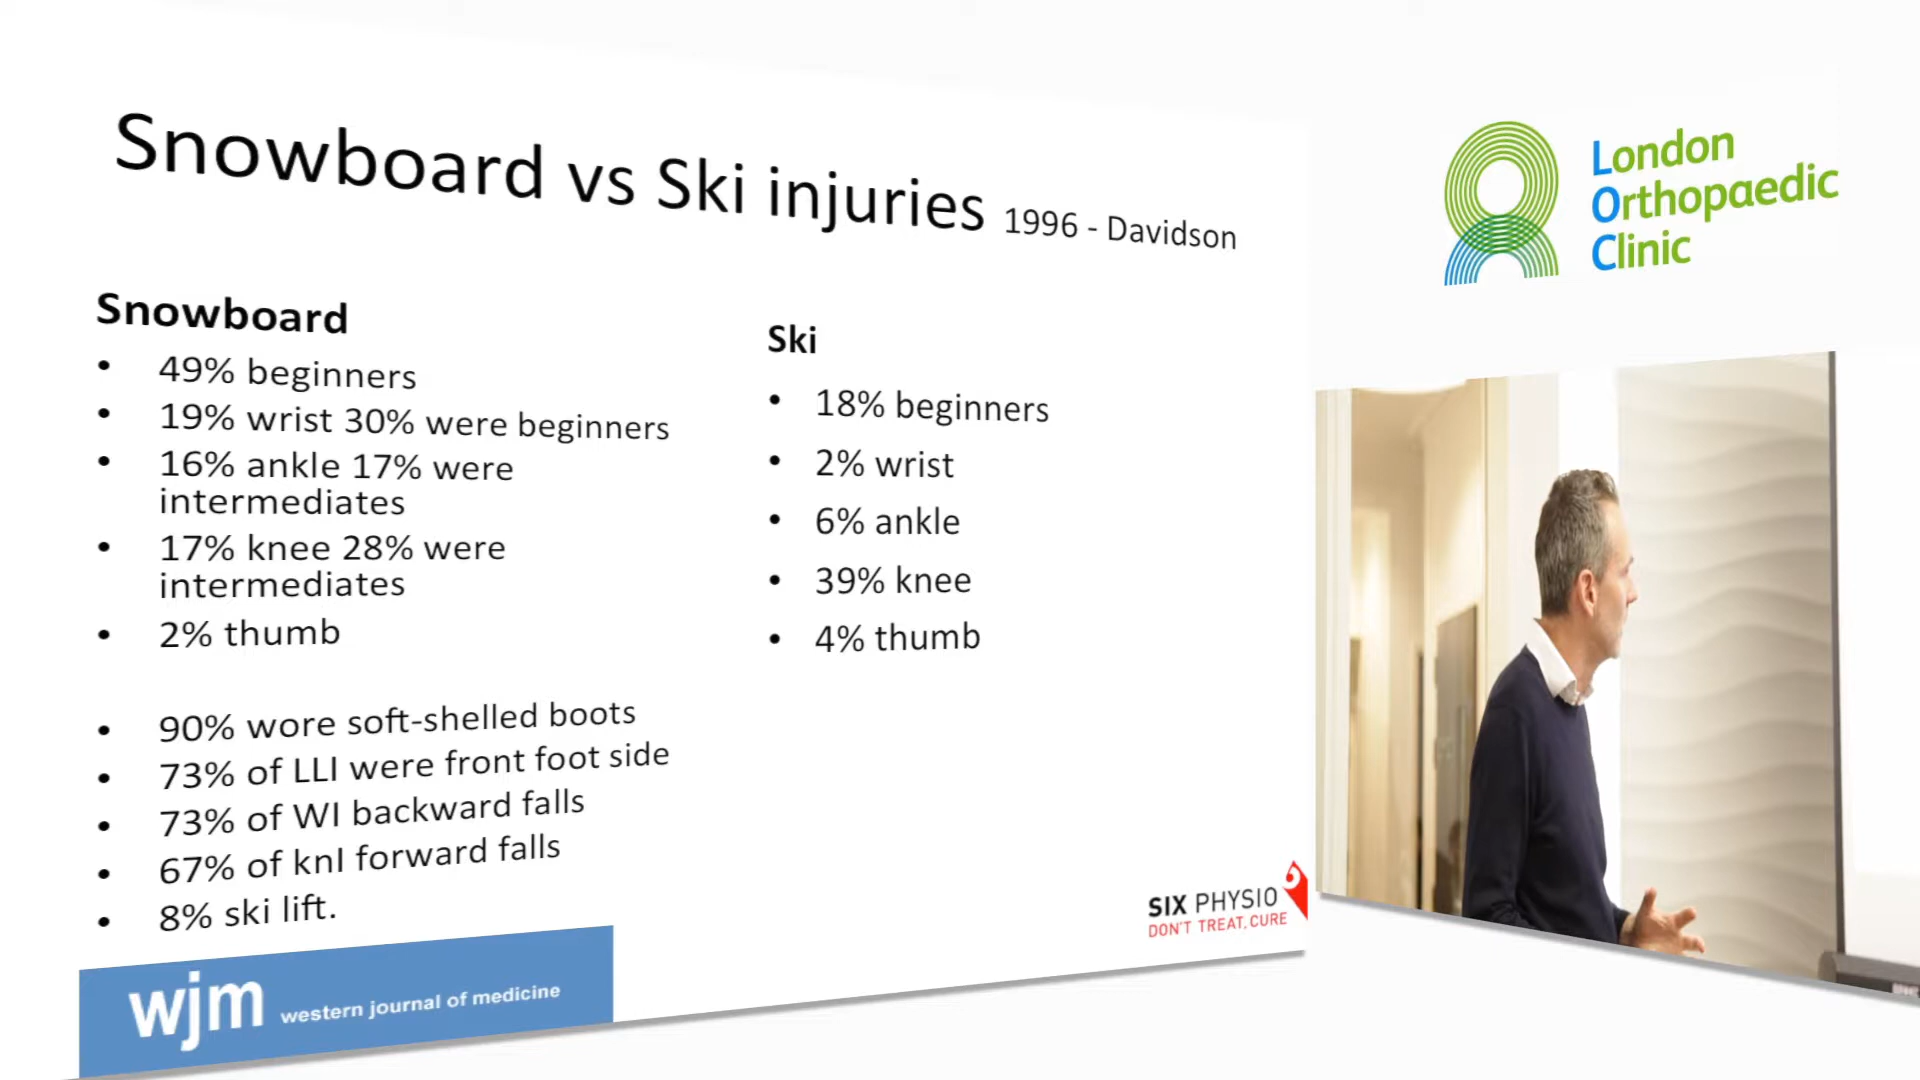 Snowboard vs Ski injuries 1996 - Davidson
Snowboard
• 49% beginners
• 19% wrist 30% were beginners
• 16% ankle 17% were
intermediates
• 17% knee 28% were
intermediates
• 2% thumb
• 90% wore soft-shelled boots
• 73% of LLI were front foot side
• 73% of WI backward falls
• 67% of knI forward falls
• 8% ski lift.
Ski
• 18% beginners
• 2% wrist
• 6% ankle
• 39% knee
• 4% thumb
wjm western journal of medicine
SIX PHYSIO
DON'T TREAT, CURE
London
Orthopaedic
Clinic